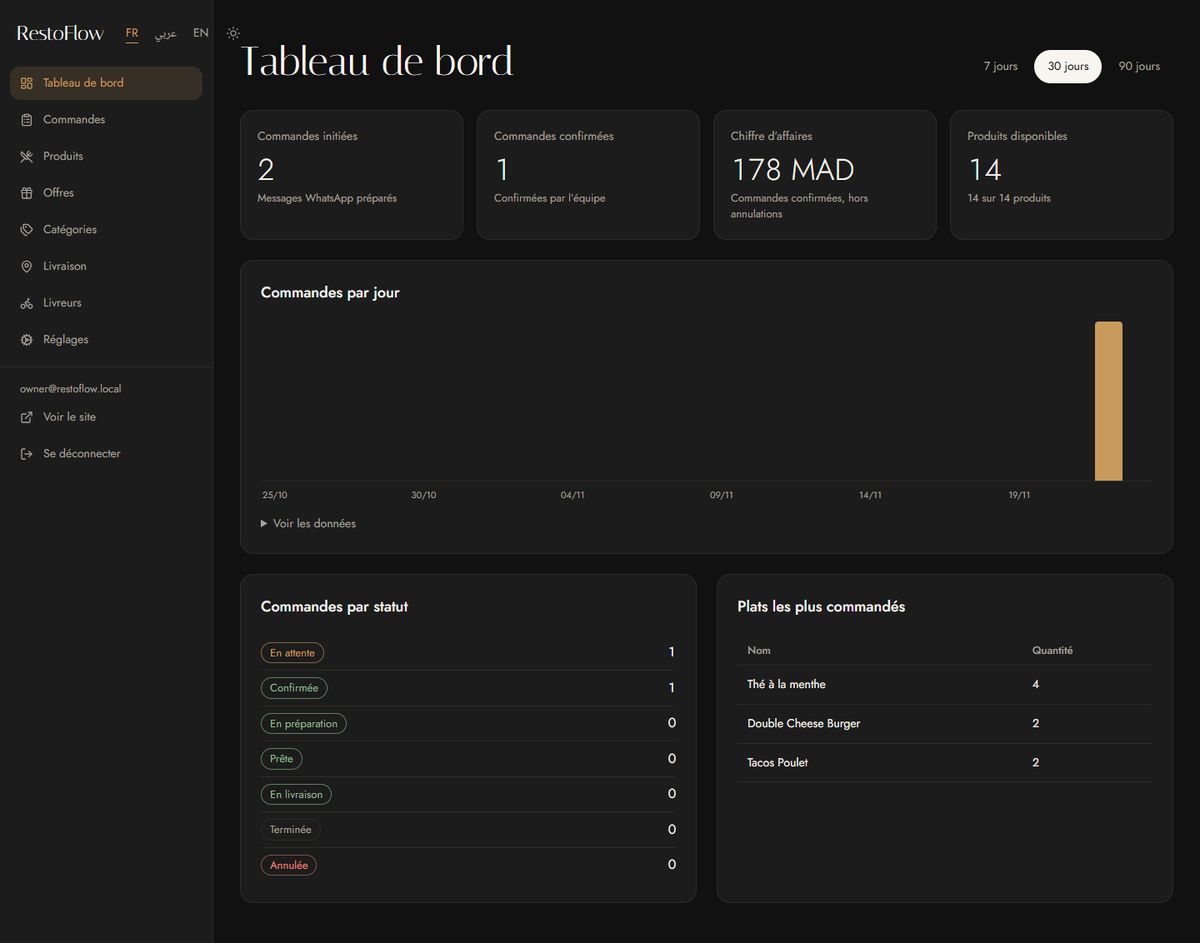 RestoFlow FR عربي EN
Tableau de bord
Commandes
Produits
Offres
Catégories
Livraison
Livreurs
Réglages
owner@restoflow.local
Voir le site
Se déconnecter
Tableau de bord
7 jours 30 jours 90 jours
Commandes initiées
2
Messages WhatsApp préparés
Commandes confirmées
1
Confirmées par l'équipe
Chiffre d'affaires
178 MAD
Commandes confirmées, hors
annulations
Produits disponibles
14
14 sur 14 produits
Commandes par jour
25/10 30/10 04/11 09/11 14/11 19/11
Voir les données
Commandes par statut
En attente 1
Confirmée 1
En préparation 0
Prête 0
En livraison 0
Terminée 0
Annulée 0
Plats les plus commandés
Nom Quantité
Thé à la menthe 4
Double Cheese Burger 2
Tacos Poulet 2